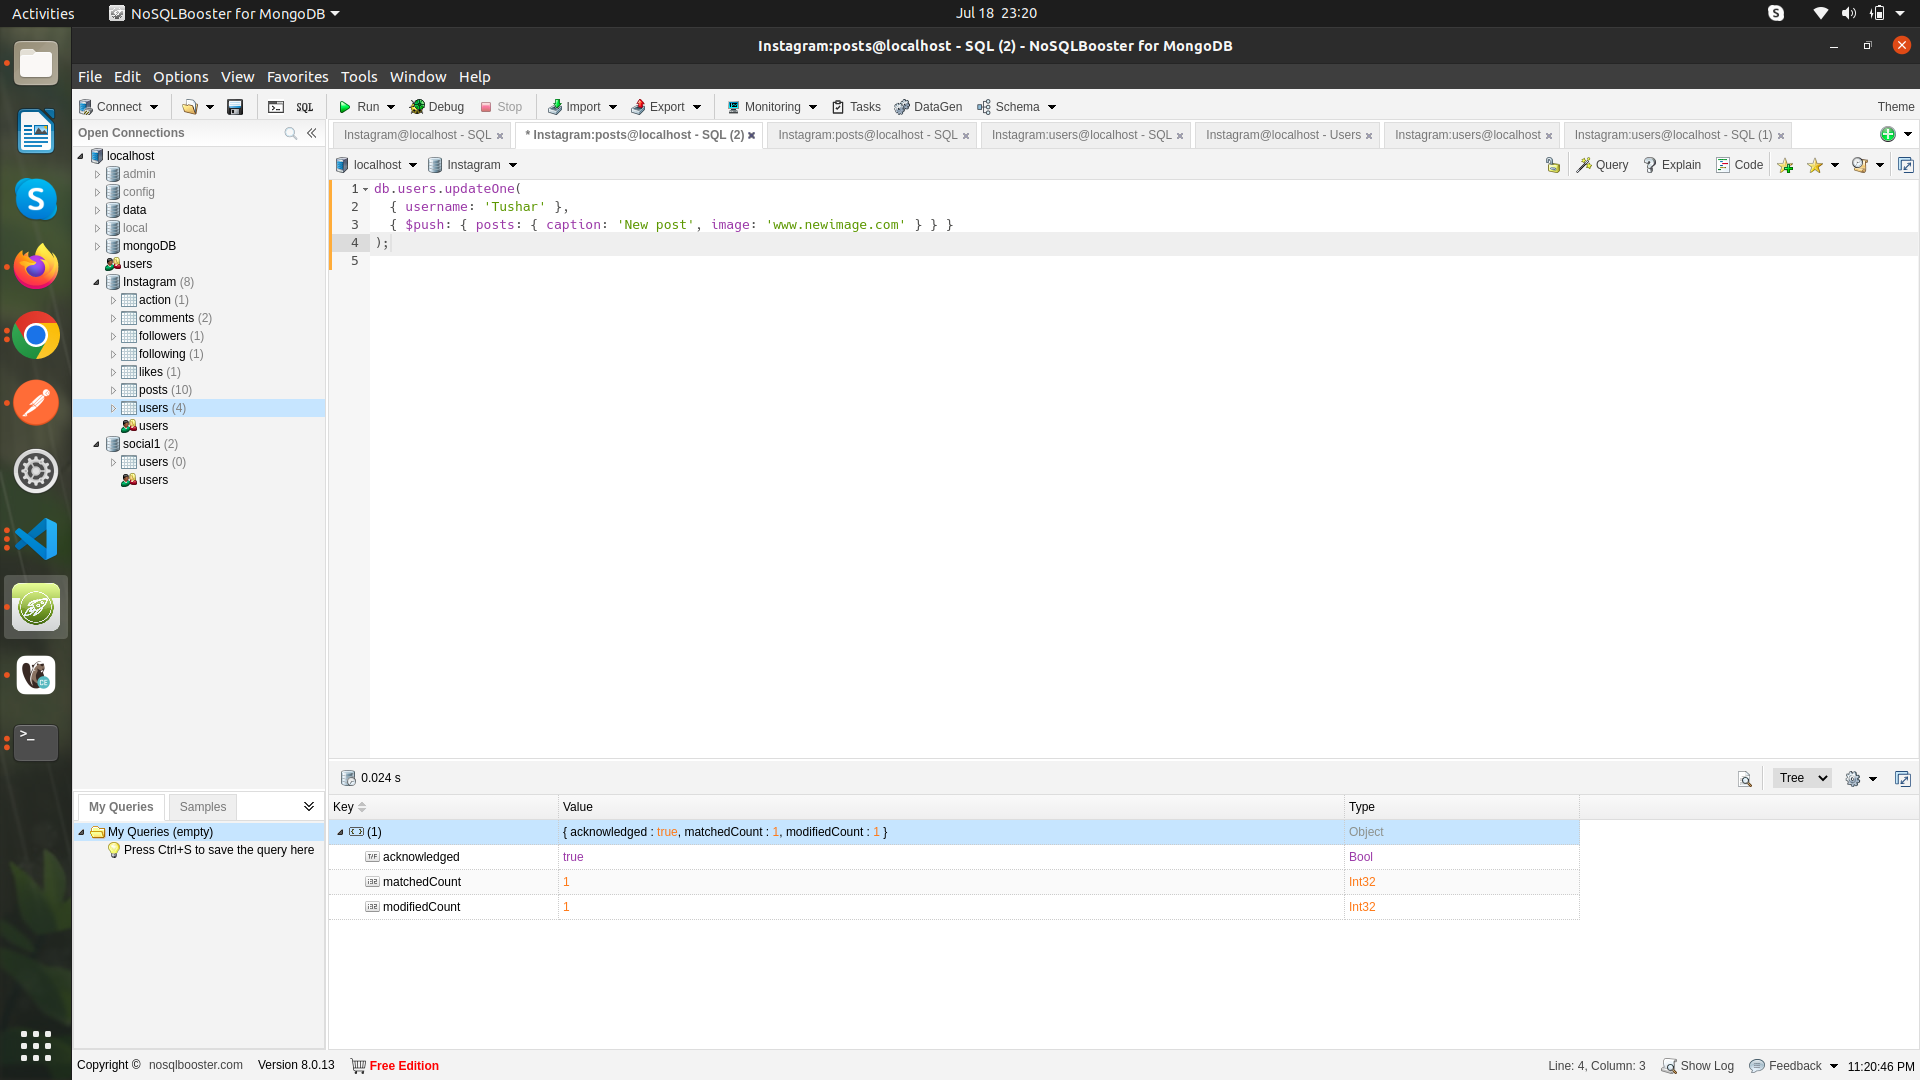 Activities NoSQLBooster for MongoDB Jul 18 23:20
Instagram:posts@localhost - SQL (2) - NoSQLBooster for MongoDB
File Edit Options View Favorites Tools Window Help
Connect SQL Run Debug Stop Import Export Monitoring Tasks DataGen Schema Theme
Open Connections
Instagram@localhost - SQL * Instagram:posts@localhost - SQL (2) Instagram:posts@localhost - SQL Instagram:users@localhost - SQL Instagram@localhost - Users Instagram:users@localhost Instagram:users@localhost - SQL (1)
localhost Instagram Query Explain Code
localhost
admin
config
data
local
mongoDB
users
Instagram (8)
action (1)
comments (2)
followers (1)
following (1)
likes (1)
posts (10)
users (4)
users
social1 (2)
users (0)
users
1 db.users.updateOne(
2 { username: 'Tushar' },
3 { $push: { posts: { caption: 'New post', image: 'www.newimage.com' } } }
4 );
5
My Queries Samples
My Queries (empty)
Press Ctrl+S to save the query here
0.024 s Tree
Key Value Type
(1) { acknowledged : true, matchedCount : 1, modifiedCount : 1 } Object
acknowledged true Bool
matchedCount 1 Int32
modifiedCount 1 Int32
Copyright © nosqlbooster.com Version 8.0.13 Free Edition Line: 4, Column: 3 Show Log Feedback 11:20:46 PM